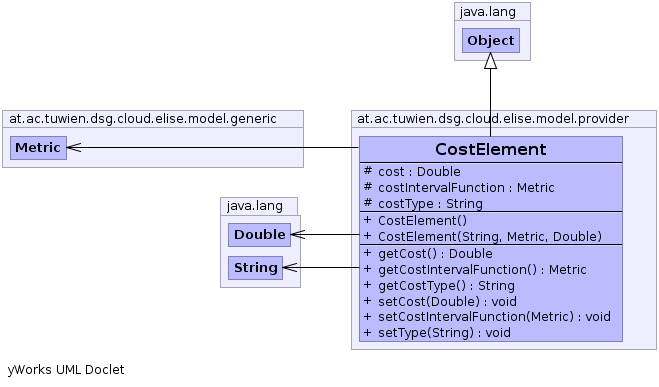 java.lang
Object
at.ac.tuwien.dsg.cloud.elise.model.generic
Metric
at.ac.tuwien.dsg.cloud.elise.model.provider
CostElement
# cost : Double
# costIntervalFunction : Metric
# costType : String
+ CostElement()
+ CostElement(String, Metric, Double)
+ getCost() : Double
+ getCostIntervalFunction() : Metric
+ getCostType() : String
+ setCost(Double) : void
+ setCostIntervalFunction(Metric) : void
+ setType(String) : void
java.lang
Double
String
yWorks UML Doclet